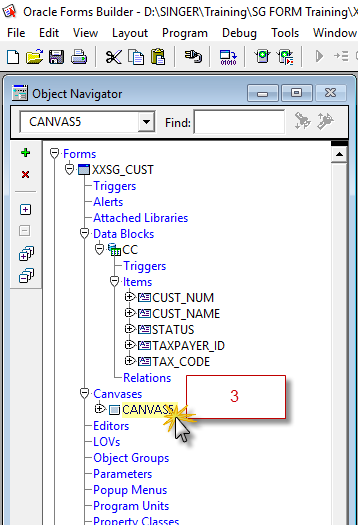 Oracle Forms Builder - D:\SINGER\Training\SG FORM Training\X
File Edit View Layout Program Debug Tools Window
Object Navigator
CANVAS5 Find:
Forms
XXSG_CUST
Triggers
Alerts
Attached Libraries
Data Blocks
CC
Triggers
Items
CUST_NUM
CUST_NAME
STATUS
TAXPAYER_ID
TAX_CODE
Relations
Canvases
CANVAS5
3
Editors
LOVs
Object Groups
Parameters
Popup Menus
Program Units
Property Classes